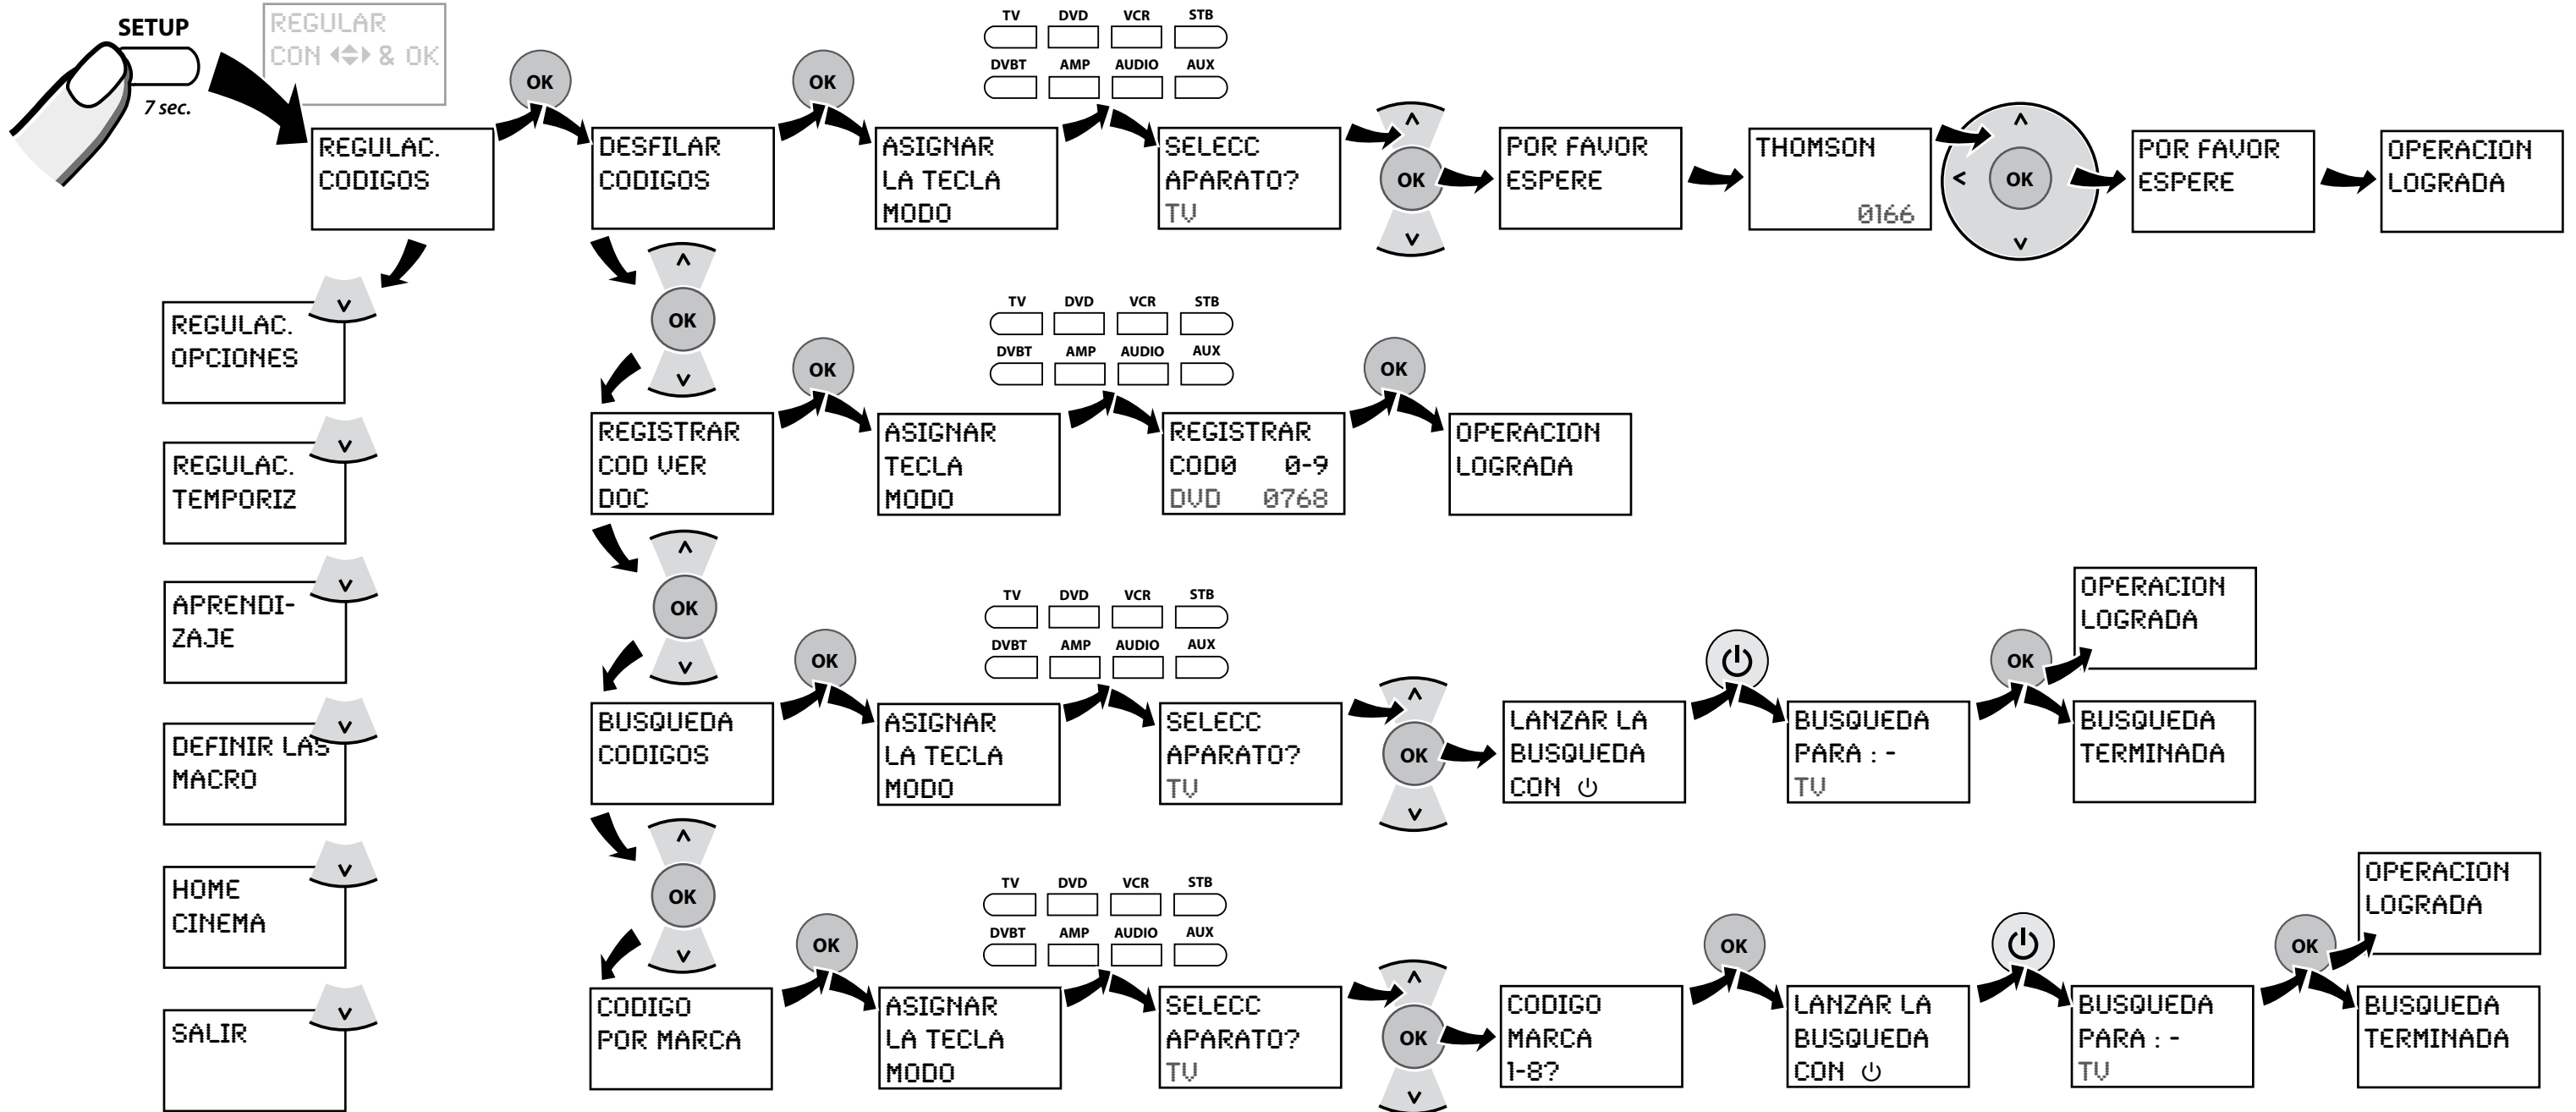 SETUP
7 sec.
REGULAR
CON & OK
REGULAC.
CODIGOS
OK
DESFILAR
CODIGOS
OK
ASIGNAR
LA TECLA
MODO
TV DVD VCR STB
DVBT AMP AUDIO AUX
SELECC
APARATO?
TV
OK
POR FAVOR
ESPERE
THOMSON
0166
OK
POR FAVOR
ESPERE
OPERACION
LOGRADA
REGULAC.
OPCIONES
REGULAC.
TEMPORIZ
APRENDI-
ZAJE
DEFINIR LAS
MACRO
HOME
CINEMA
SALIR
OK
REGISTRAR
COD VER
DOC
OK
ASIGNAR
TECLA
MODO
TV DVD VCR STB
DVBT AMP AUDIO AUX
REGISTRAR
COD0 0-9
DVD 0768
OK
OPERACION
LOGRADA
OK
BUSQUEDA
CODIGOS
OK
ASIGNAR
LA TECLA
MODO
TV DVD VCR STB
DVBT AMP AUDIO AUX
SELECC
APARATO?
TV
OK
LANZAR LA
BUSQUEDA
CON ⏻
BUSQUEDA
PARA : -
TV
OK
OPERACION
LOGRADA
BUSQUEDA
TERMINADA
OK
CODIGO
POR MARCA
OK
ASIGNAR
LA TECLA
MODO
TV DVD VCR STB
DVBT AMP AUDIO AUX
SELECC
APARATO?
TV
OK
CODIGO
MARCA
1-8?
OK
LANZAR LA
BUSQUEDA
CON ⏻
BUSQUEDA
PARA : -
TV
OK
OPERACION
LOGRADA
BUSQUEDA
TERMINADA